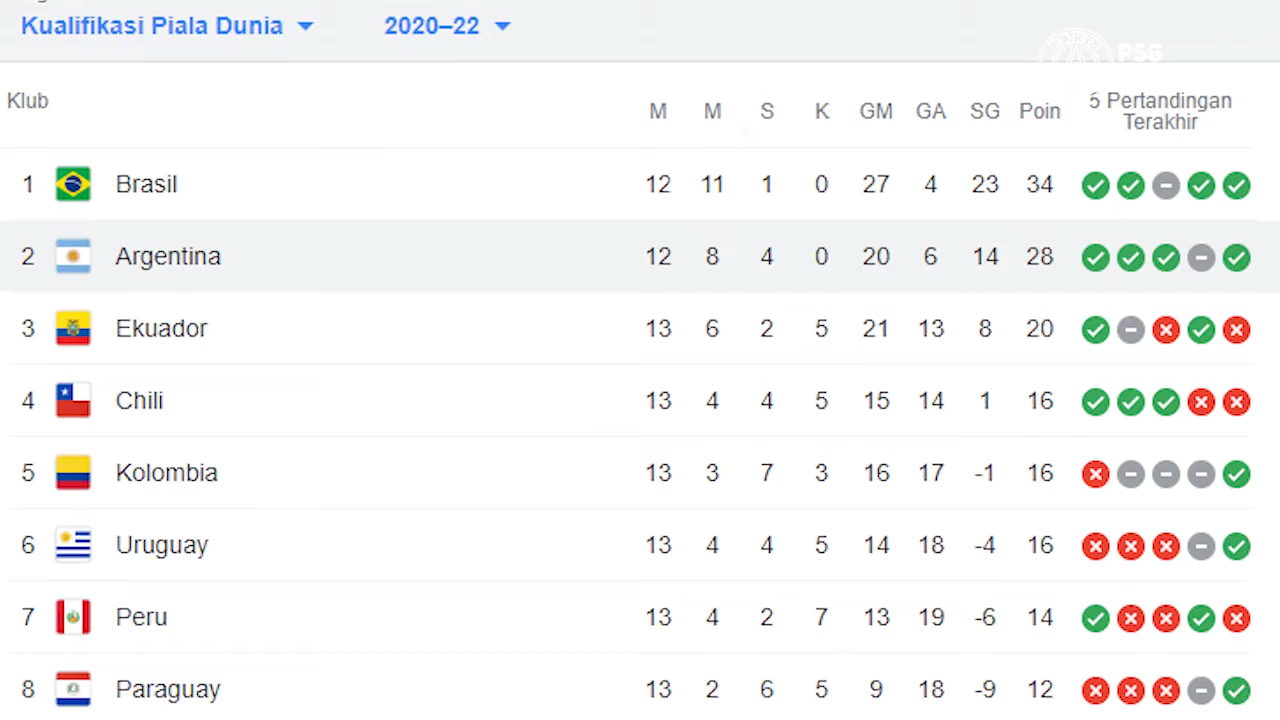 Kualifikasi Piala Dunia 2020–22
PSG
Klub M M S K GM GA SG Poin 5 Pertandingan Terakhir
1 Brasil 12 11 1 0 27 4 23 34
2 Argentina 12 8 4 0 20 6 14 28
3 Ekuador 13 6 2 5 21 13 8 20
4 Chili 13 4 4 5 15 14 1 16
5 Kolombia 13 3 7 3 16 17 -1 16
6 Uruguay 13 4 4 5 14 18 -4 16
7 Peru 13 4 2 7 13 19 -6 14
8 Paraguay 13 2 6 5 9 18 -9 12